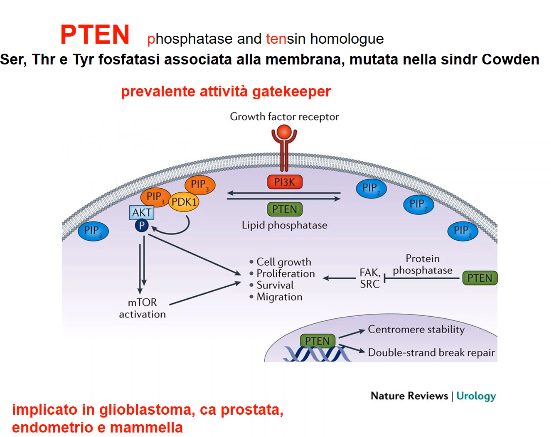 PTEN phosphatase and tensin homologue
Ser, Thr e Tyr fosfatasi associata alla membrana, mutata nella sindr Cowden
prevalente attività gatekeeper
Growth factor receptor
PIP3
PIP3
PDK1
AKT
P
PI3K
PTEN
Lipid phosphatase
PIP2
PIP2
PIP2
PIP2
• Cell growth
• Proliferation
• Survival
• Migration
mTOR
activation
FAK,
SRC
Protein
phosphatase
PTEN
PTEN
Centromere stability
Double-strand break repair
Nature Reviews | Urology
implicato in glioblastoma, ca prostata,
endometrio e mammella